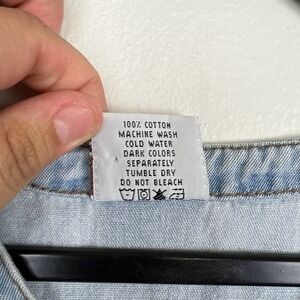 100% COTTON
MACHINE WASH
COLD WATER
DARK COLORS
SEPARATELY
TUMBLE DRY
DO NOT BLEACH